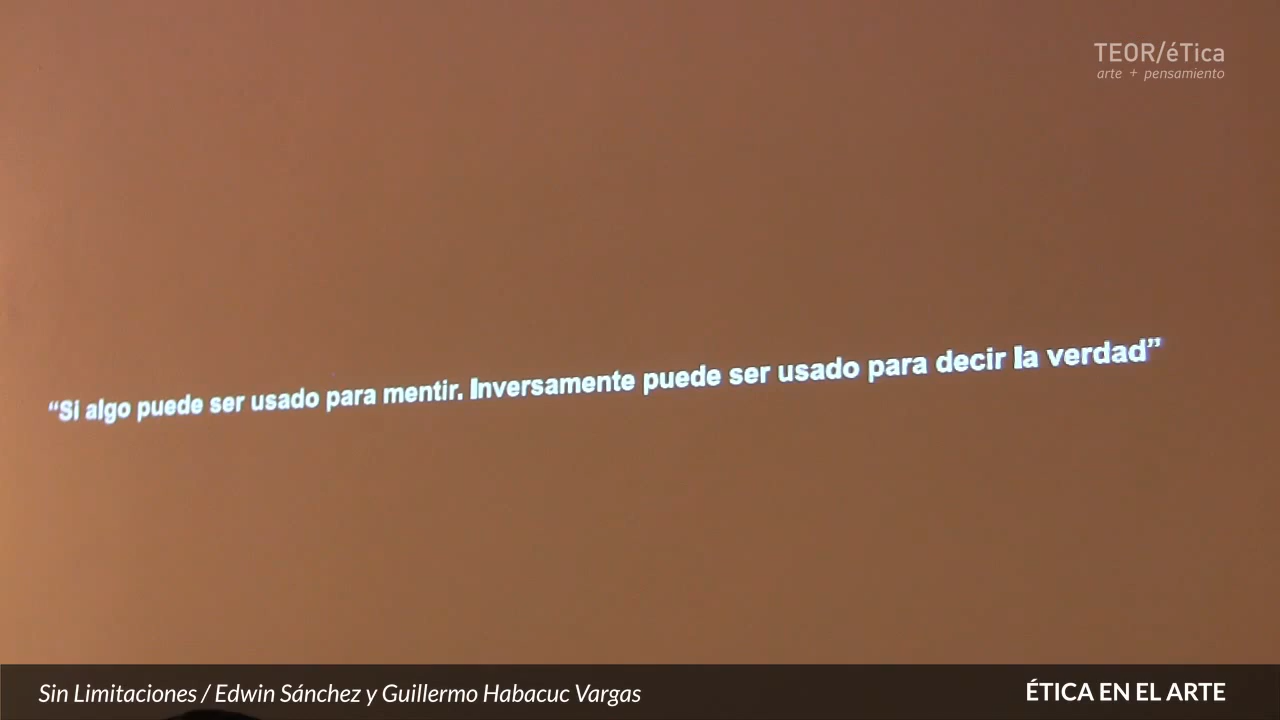 TEOR/éTica
arte + pensamiento
“Si algo puede ser usado para mentir. Inversamente puede ser usado para decir la verdad”
Sin Limitaciones / Edwin Sánchez y Guillermo Habacuc Vargas
ÉTICA EN EL ARTE